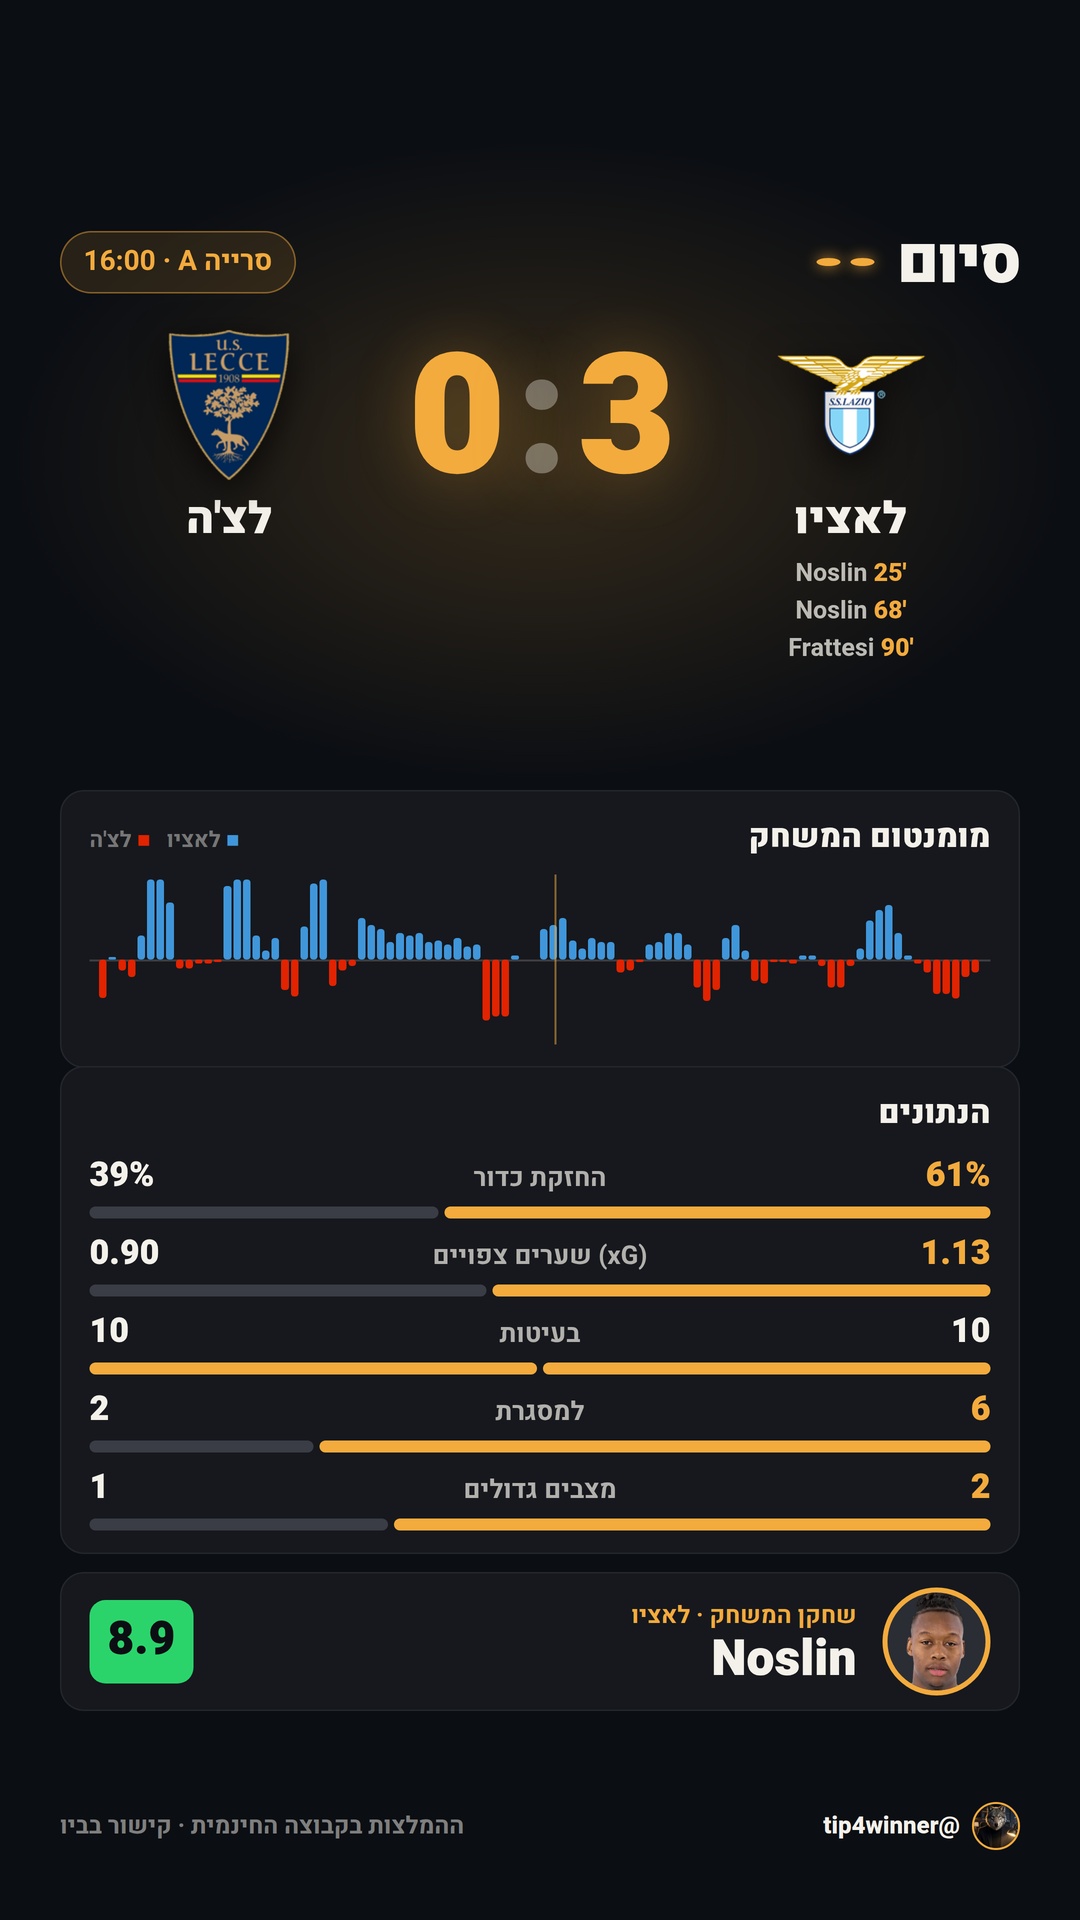 סיום
סרייה A · 16:00
U.S.
LECCE
1908
S.S.LAZIO
®
3:0
לאציו
לצ'ה
Noslin 25'
Noslin 68'
Frattesi 90'
מומנטום המשחק
לאציו לצ'ה
הנתונים
61% החזקת כדור 39%
1.13 שערים צפויים (xG) 0.90
10 בעיטות 10
6 למסגרת 2
2 מצבים גדולים 1
שחקן המשחק · לאציו
Noslin
8.9
@tip4winner
ההמלצות בקבוצה החינמית · קישור בביו